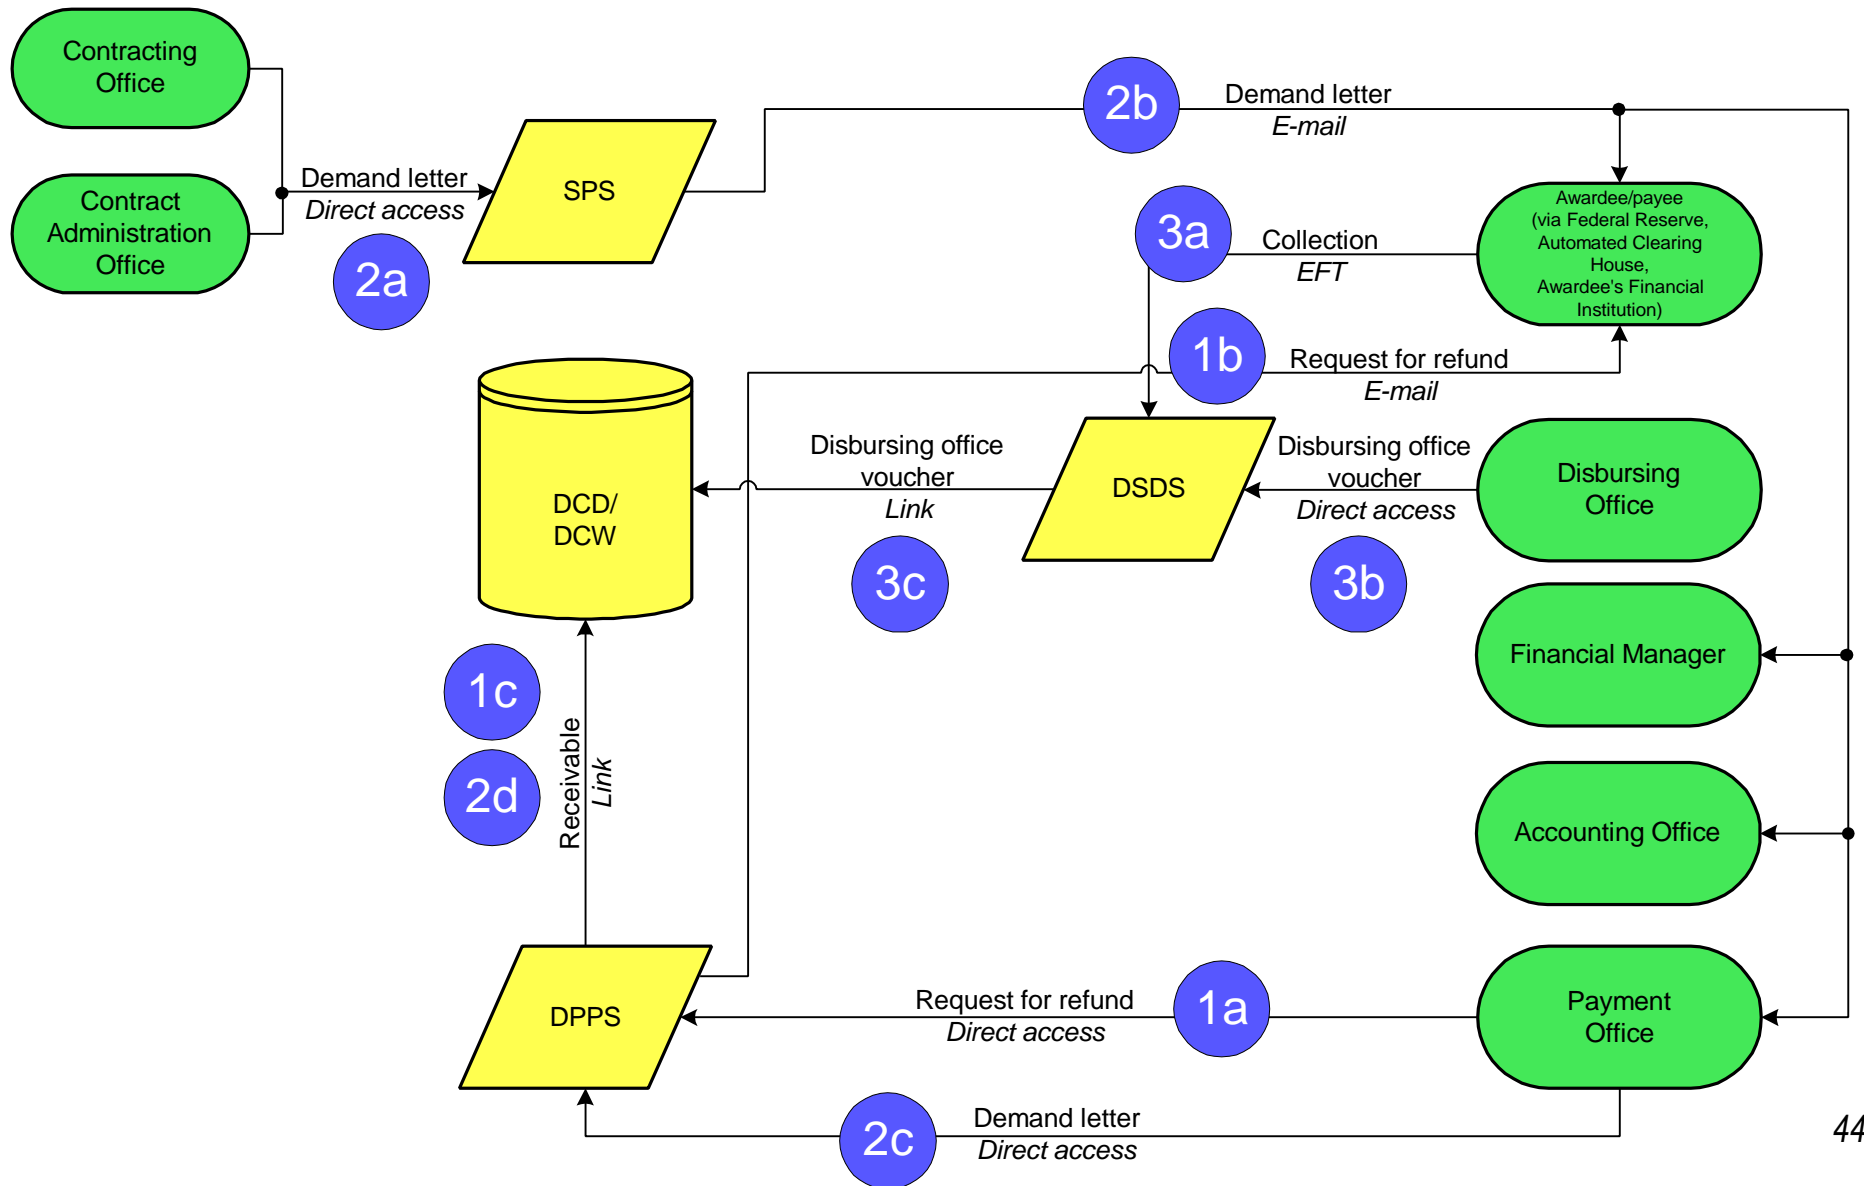 Contracting
Office
Contract
Administration
Office
Demand letter
Direct access
2a
SPS
2b
Demand letter
E-mail
Awardee/payee
(via Federal Reserve,
Automated Clearing
House,
Awardee's Financial
Institution)
3a
Collection
EFT
1b
Request for refund
E-mail
DCD/
DCW
Disbursing office
voucher
Link
3c
DSDS
Disbursing office
voucher
Direct access
3b
Disbursing
Office
Financial Manager
1c
2d
Receivable
Link
Accounting Office
DPPS
Request for refund
Direct access
1a
Payment
Office
2c
Demand letter
Direct access
44